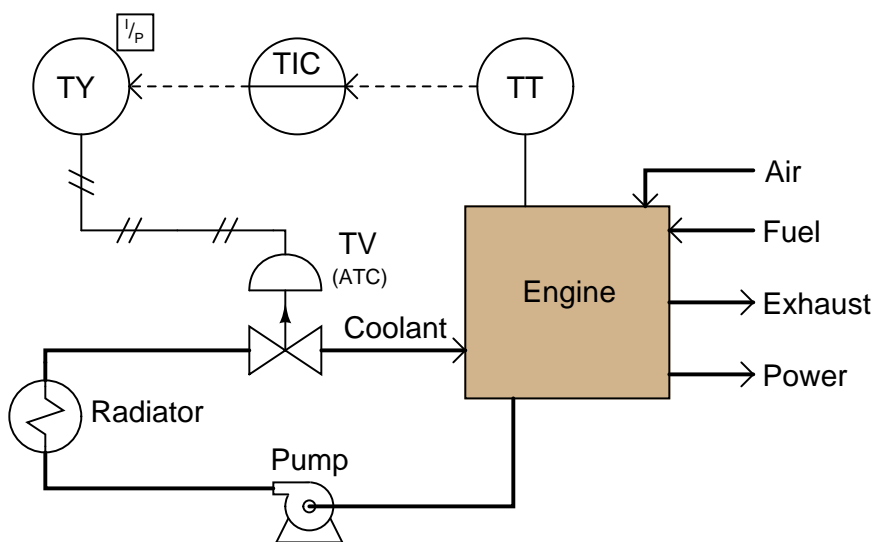 I/P
TY
TIC
TT
Air
Fuel
TV
(ATC)
Engine
Exhaust
Coolant
Power
Radiator
Pump